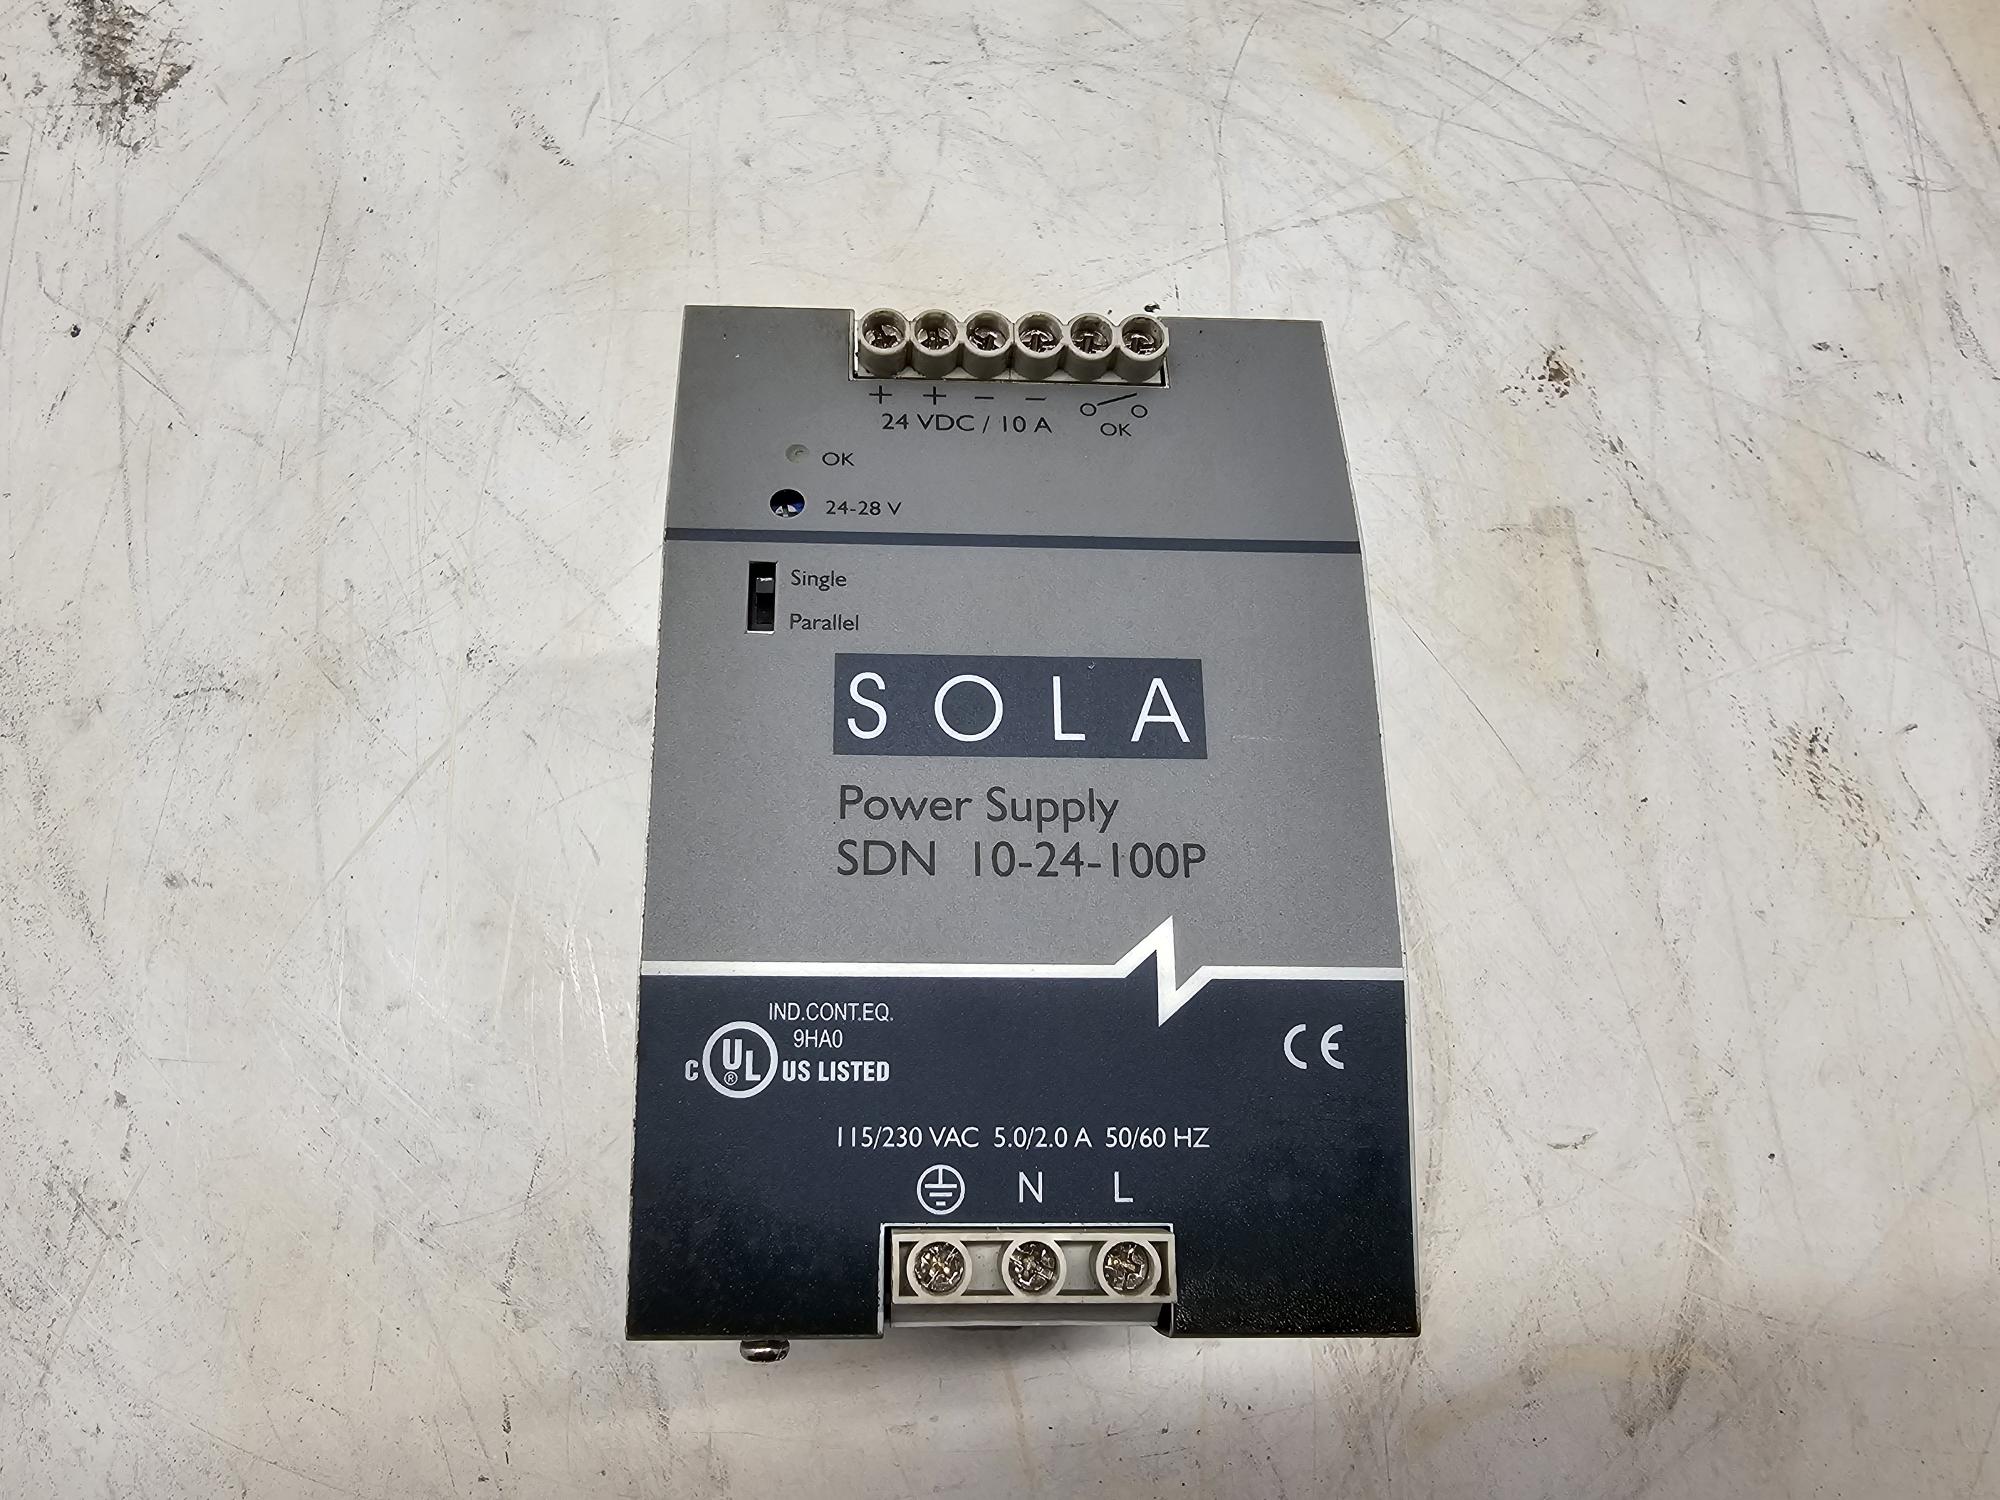 + + − −
24 VDC / 10 A
OK
OK
24-28 V
Single
Parallel
SOLA
Power Supply
SDN 10-24-100P
IND.CONT.EQ.
9HA0
C UL ® US LISTED
CE
115/230 VAC 5.0/2.0 A 50/60 HZ
N L